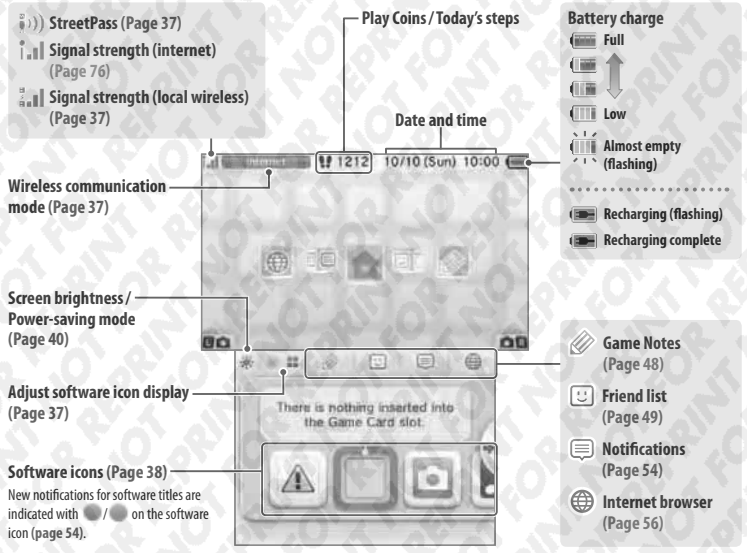 StreetPass (Page 37)
Signal strength (internet)
(Page 76)
Signal strength (local wireless)
(Page 37)
Play Coins / Today's steps
Date and time
Battery charge
Full
Low
Almost empty
(flashing)
Recharging (flashing)
Recharging complete
Internet 1212 10/10 (Sun) 10:00
Wireless communication
mode (Page 37)
Screen brightness /
Power-saving mode
(Page 40)
L
R
Adjust software icon display
(Page 37)
There is nothing inserted into
the Game Card slot.
Software icons (Page 38)
New notifications for software titles are
indicated with / on the software
icon (page 54).
Game Notes
(Page 48)
Friend list
(Page 49)
Notifications
(Page 54)
Internet browser
(Page 56)
NOT FOR REPRINT